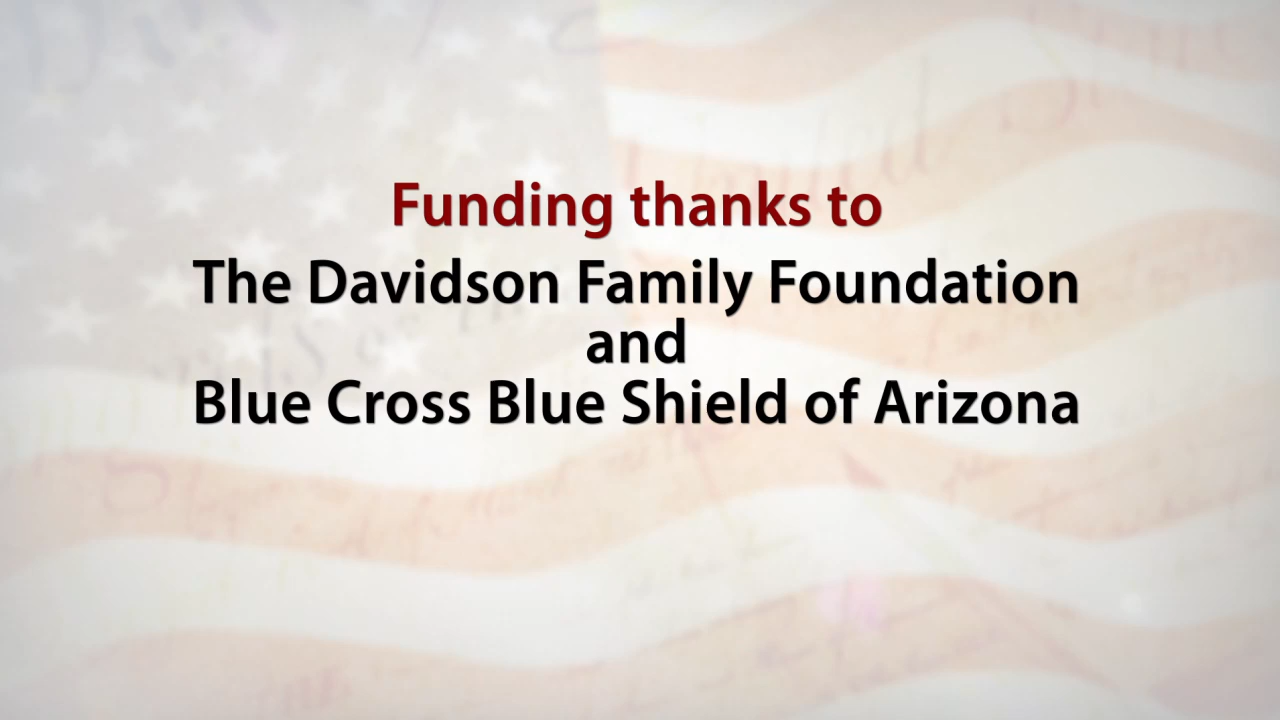 Funding thanks to
The Davidson Family Foundation
and
Blue Cross Blue Shield of Arizona